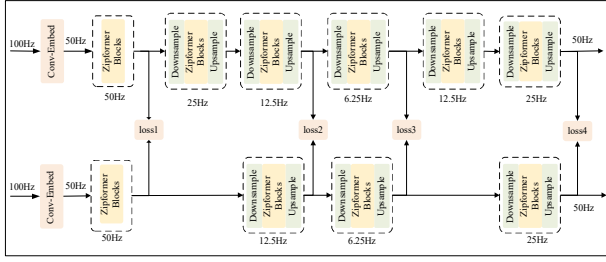 100Hz
Conv-Embed
50Hz
Zipformer
Blocks
50Hz
Downsample
Zipformer
Blocks
Upsample
25Hz
Downsample
Zipformer
Blocks
Upsample
12.5Hz
Downsample
Zipformer
Blocks
Upsample
6.25Hz
Downsample
Zipformer
Blocks
Upsample
12.5Hz
Downsample
Zipformer
Blocks
Upsample
25Hz
50Hz
loss1
loss2
loss3
loss4
100Hz
Conv-Embed
50Hz
Zipformer
Blocks
50Hz
Downsample
Zipformer
Blocks
Upsample
12.5Hz
Downsample
Zipformer
Blocks
Upsample
6.25Hz
Downsample
Zipformer
Blocks
Upsample
25Hz
50Hz